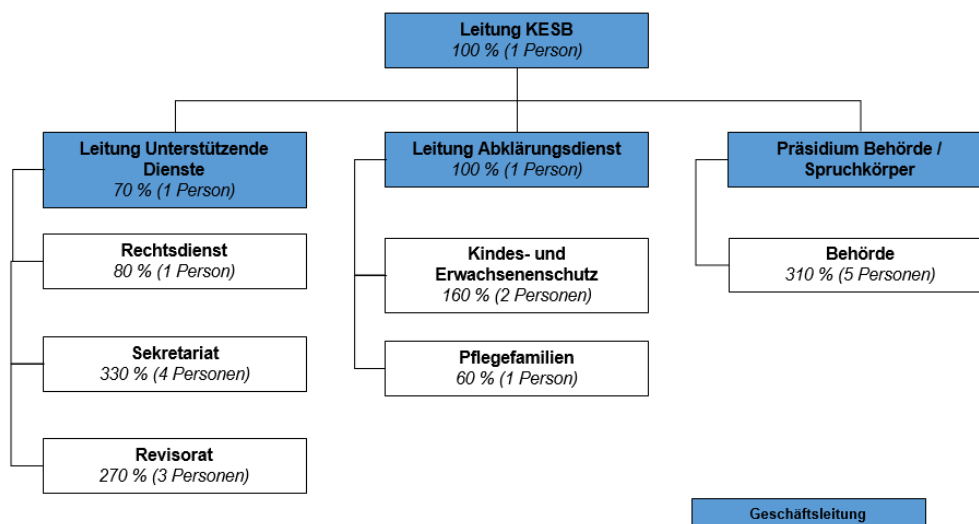 Leitung KESB
100 % (1 Person)
Leitung Unterstützende
Dienste
70 % (1 Person)
Rechtsdienst
80 % (1 Person)
Sekretariat
330 % (4 Personen)
Revisorat
270 % (3 Personen)
Leitung Abklärungsdienst
100 % (1 Person)
Kindes- und
Erwachsenenschutz
160 % (2 Personen)
Pflegefamilien
60 % (1 Person)
Präsidium Behörde /
Spruchkörper
Behörde
310 % (5 Personen)
Geschäftsleitung